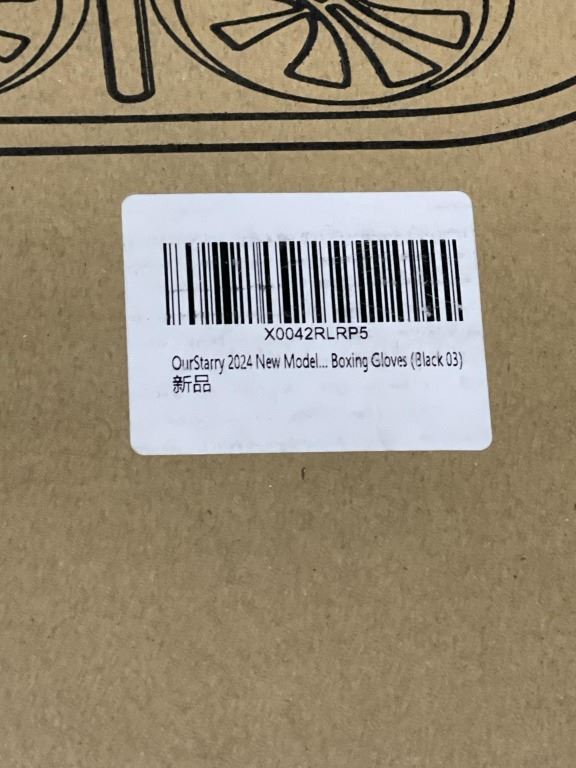 X0042RLRP5
OurStarry 2024 New Model... Boxing Gloves (Black 03)
新品